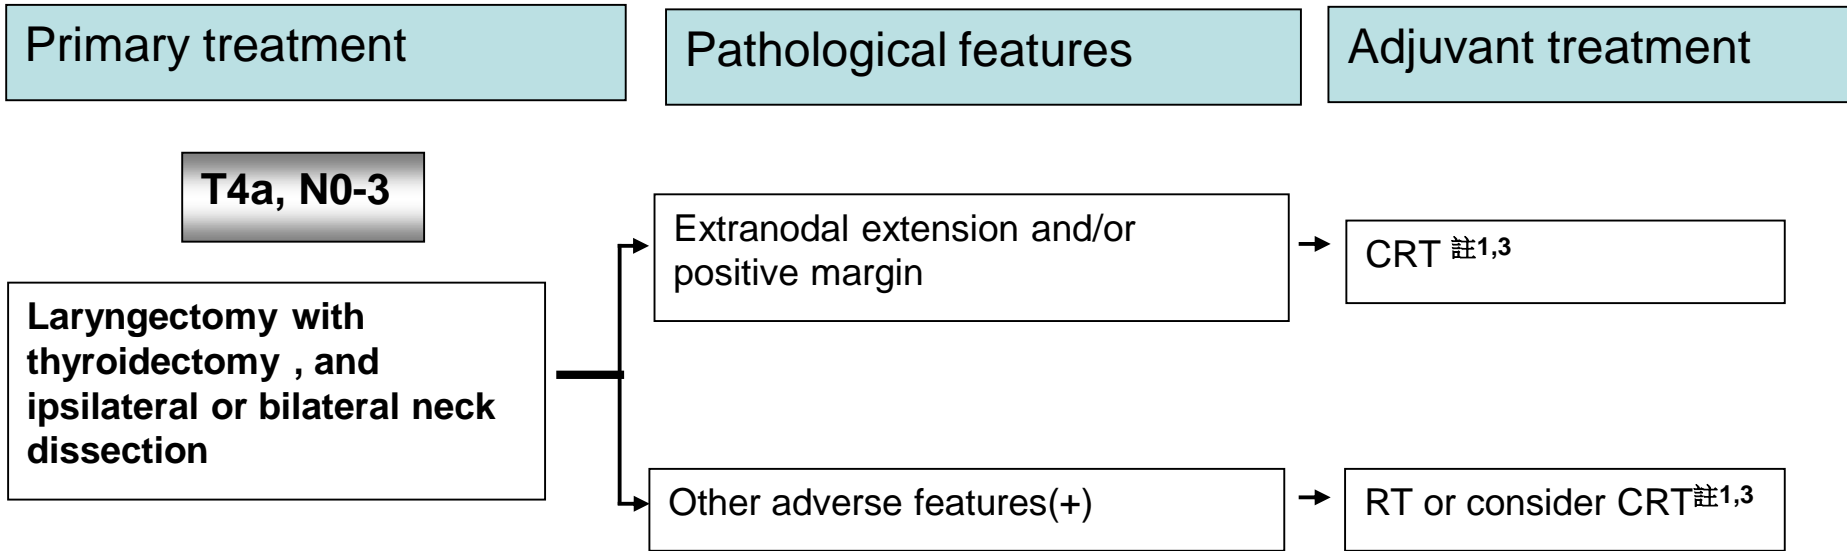 Primary treatment
Pathological features
Adjuvant treatment
T4a, N0-3
Laryngectomy with
thyroidectomy , and
ipsilateral or bilateral neck
dissection
Extranodal extension and/or
positive margin
CRT 註1,3
Other adverse features(+)
RT or consider CRT註1,3